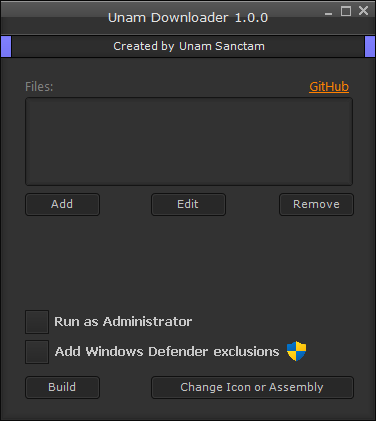 Unam Downloader 1.0.0
Created by Unam Sanctam
Files: GitHub
Add Edit Remove
Run as Administrator
Add Windows Defender exclusions
Build Change Icon or Assembly